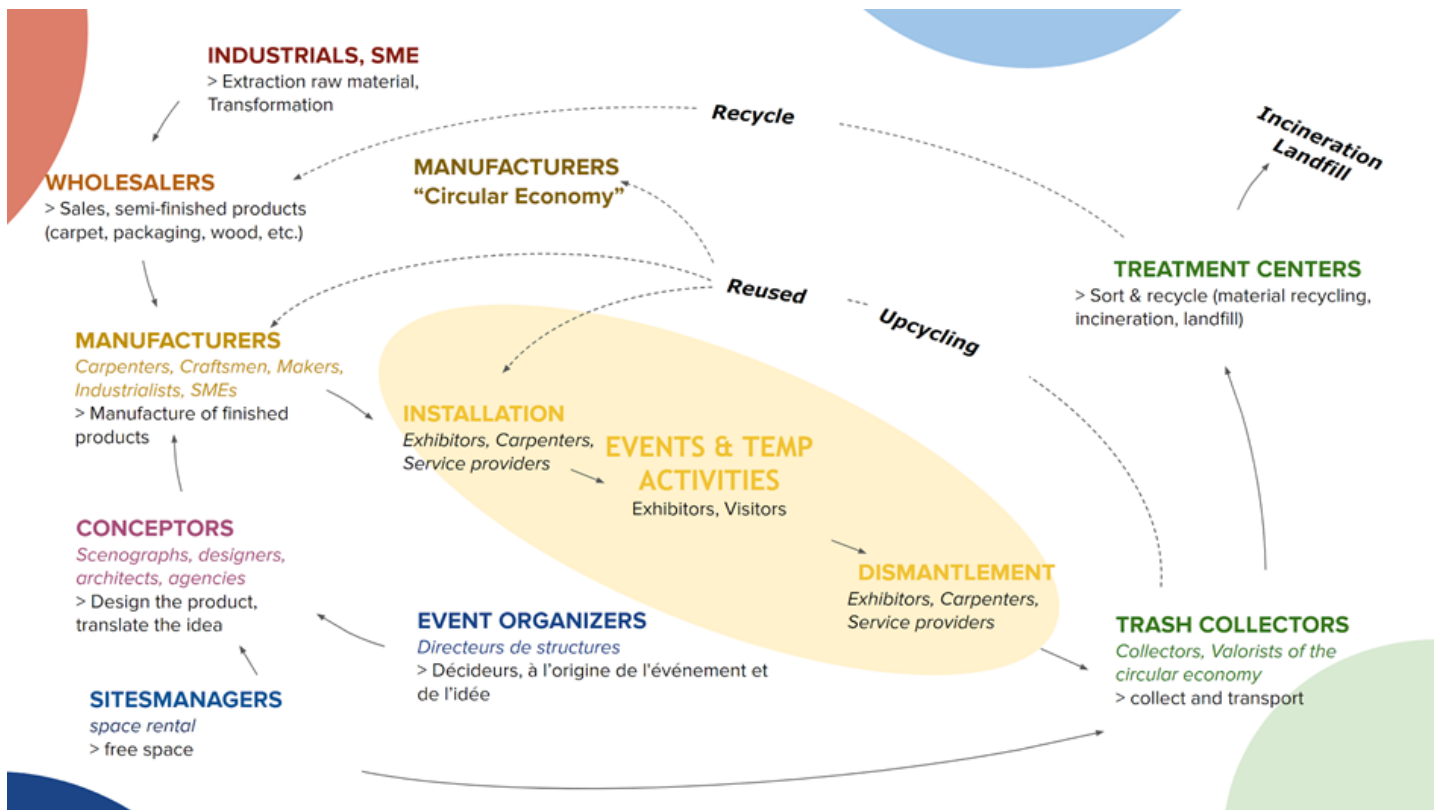 INDUSTRIALS, SME
> Extraction raw material,
Transformation
Recycle
Incineration
Landfill
WHOLESALERS
> Sales, semi-finished products
(carpet, packaging, wood, etc.)
MANUFACTURERS
“Circular Economy”
TREATMENT CENTERS
> Sort & recycle (material recycling,
incineration, landfill)
Reused
Upcycling
MANUFACTURERS
Carpenters, Craftsmen, Makers,
Industrialists, SMEs
> Manufacture of finished
products
INSTALLATION
Exhibitors, Carpenters,
Service providers
EVENTS & TEMP
ACTIVITIES
Exhibitors, Visitors
CONCEPTORS
Scenographs, designers,
architects, agencies
> Design the product,
translate the idea
DISMANTLEMENT
Exhibitors, Carpenters,
Service providers
EVENT ORGANIZERS
Directeurs de structures
> Décideurs, à l'origine de l'événement et
de l'idée
TRASH COLLECTORS
Collectors, Valorists of the
circular economy
> collect and transport
SITESMANAGERS
space rental
> free space